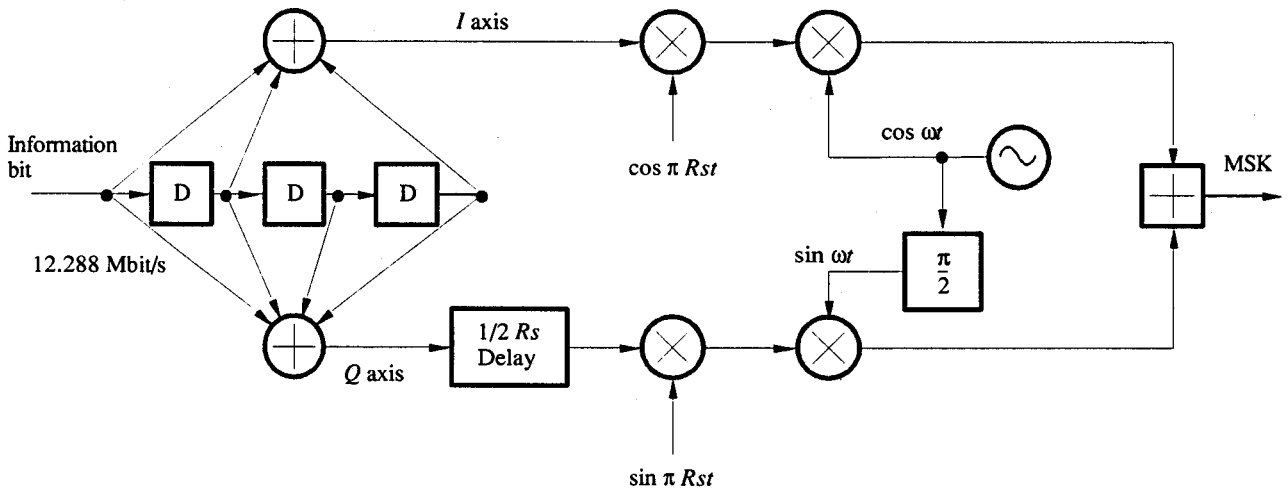 I axis
Information
bit
D
D
D
12.288 Mbit/s
Q axis
1/2 Rs
Delay
cos π Rst
cos ωt
sin ωt
π
2
MSK
sin π Rst